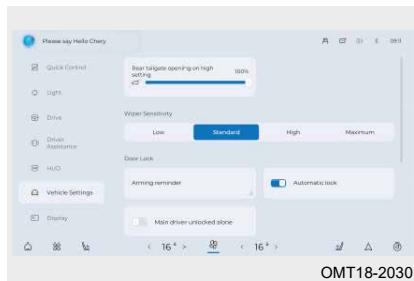 Please say Hello Chery
09:11
Quick Control
Light
Drive
Driver
Assistance
HUD
Vehicle Settings
Display
Rear tailgate opening on high
setting
100%
Wiper Sensitivity
Low Standard High Maximum
Door Lock
Arming reminder
Automatic lock
Main driver unlocked alone
< 16° > < 16° >
OMT18-2030